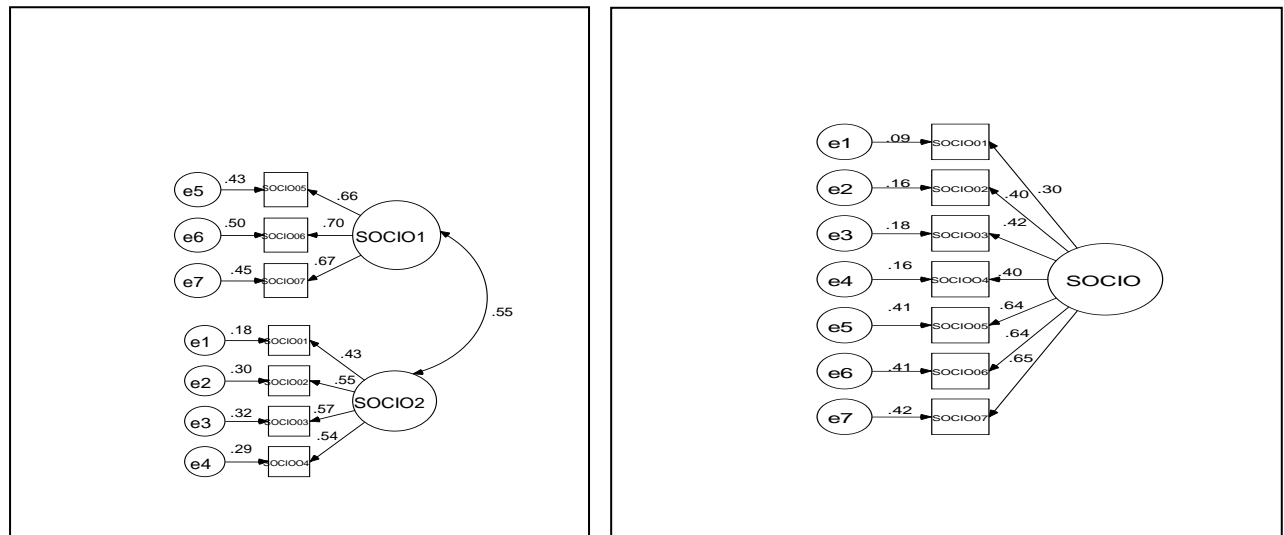 e5 .43 SOCIO05 .66
e6 .50 SOCIO06 .70
e7 .45 SOCIO07 .67
SOCIO1
.55
e1 .18 SOCIO01 .43
e2 .30 SOCIO02 .55
e3 .32 SOCIO03 .57
e4 .29 SOCIOO4 .54
SOCIO2
e1 .09 SOCIO01 .30
e2 .16 SOCIO02 .40
e3 .18 SOCIO03 .42
e4 .16 SOCIOO4 .40
SOCIO
e5 .41 SOCIO05 .64
e6 .41 SOCIO06 .64
e7 .42 SOCIO07 .65